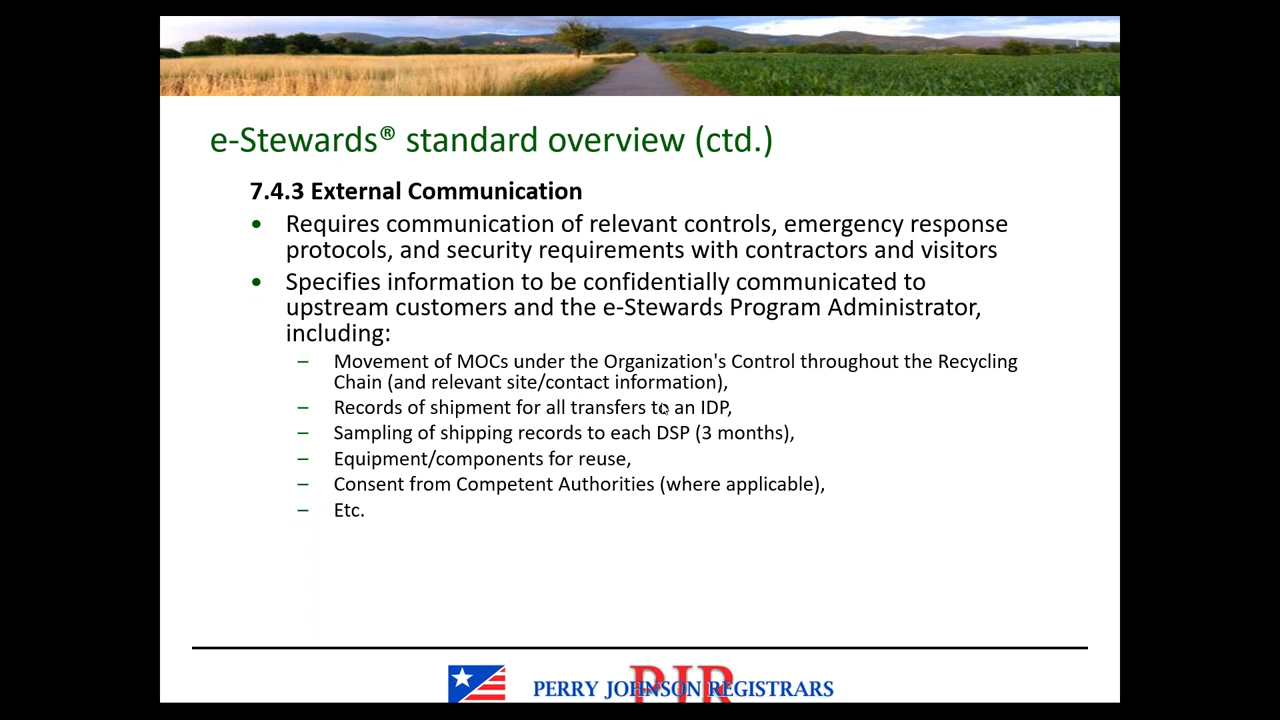 e-Stewards® standard overview (ctd.)
7.4.3 External Communication
• Requires communication of relevant controls, emergency response
protocols, and security requirements with contractors and visitors
• Specifies information to be confidentially communicated to
upstream customers and the e-Stewards Program Administrator,
including:
– Movement of MOCs under the Organization's Control throughout the Recycling
Chain (and relevant site/contact information),
– Records of shipment for all transfers to an IDP,
– Sampling of shipping records to each DSP (3 months),
– Equipment/components for reuse,
– Consent from Competent Authorities (where applicable),
– Etc.
PJR
PERRY JOHNSON REGISTRARS